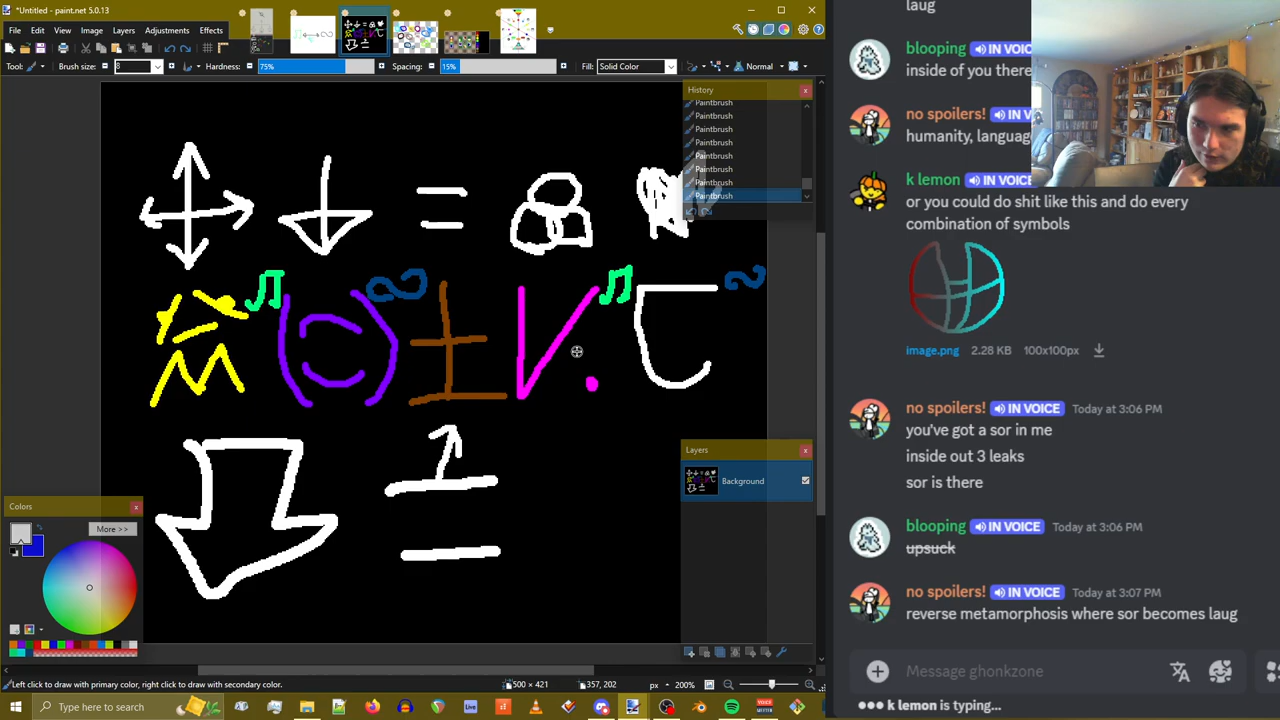 *Untitled - paint.net 5.0.13
File Edit View Image Layers Adjustments Effects
Tool: Brush size: 8 Hardness: 75% Spacing: 15% Fill: Solid Color Normal
History
Paintbrush
Paintbrush
Paintbrush
Paintbrush
Paintbrush
Paintbrush
Paintbrush
Paintbrush
Layers
Background
Colors
More >>
Left click to draw with primary color, right click to draw with secondary color.
500 × 421
357, 202
px
200%
Type here to search
Live
laug
blooping IN VOICE
inside of you there
no spoilers! IN VOICE
humanity, language
k lemon IN
or you could do shit like this and do every
combination of symbols
image.png 2.28 KB 100x100px
no spoilers! IN VOICE Today at 3:06 PM
you've got a sor in me
inside out 3 leaks
sor is there
blooping IN VOICE Today at 3:06 PM
upsuck
no spoilers! IN VOICE Today at 3:07 PM
reverse metamorphosis where sor becomes laug
Message ghonkzone
k lemon is typing...